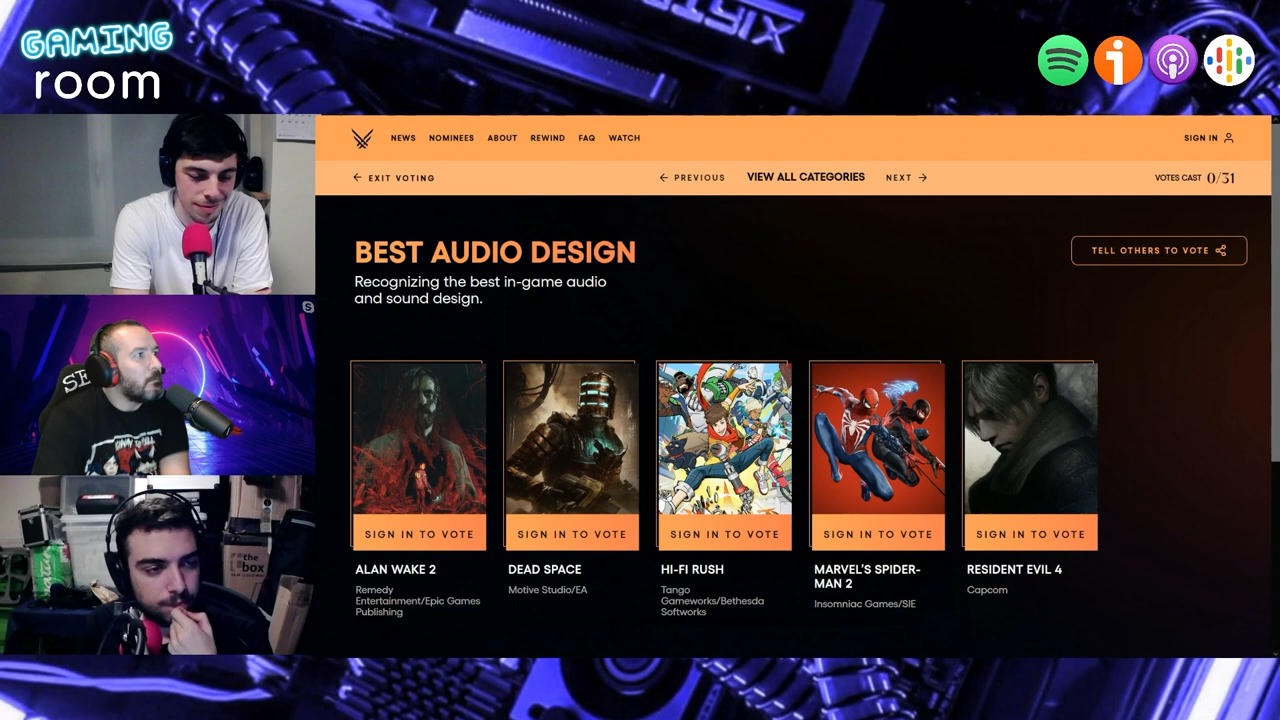 GAMING
room
NEWS NOMINEES ABOUT REWIND FAQ WATCH SIGN IN
EXIT VOTING PREVIOUS VIEW ALL CATEGORIES NEXT VOTES CAST 0/31
BEST AUDIO DESIGN
Recognizing the best in-game audio
and sound design.
TELL OTHERS TO VOTE
SIGN IN TO VOTE SIGN IN TO VOTE SIGN IN TO VOTE SIGN IN TO VOTE SIGN IN TO VOTE
ALAN WAKE 2
Remedy
Entertainment/Epic Games
Publishing
DEAD SPACE
Motive Studio/EA
HI-FI RUSH
Tango
Gameworks/Bethesda
Softworks
MARVEL'S SPIDER-
MAN 2
Insomniac Games/SIE
RESIDENT EVIL 4
Capcom
SE
the
box